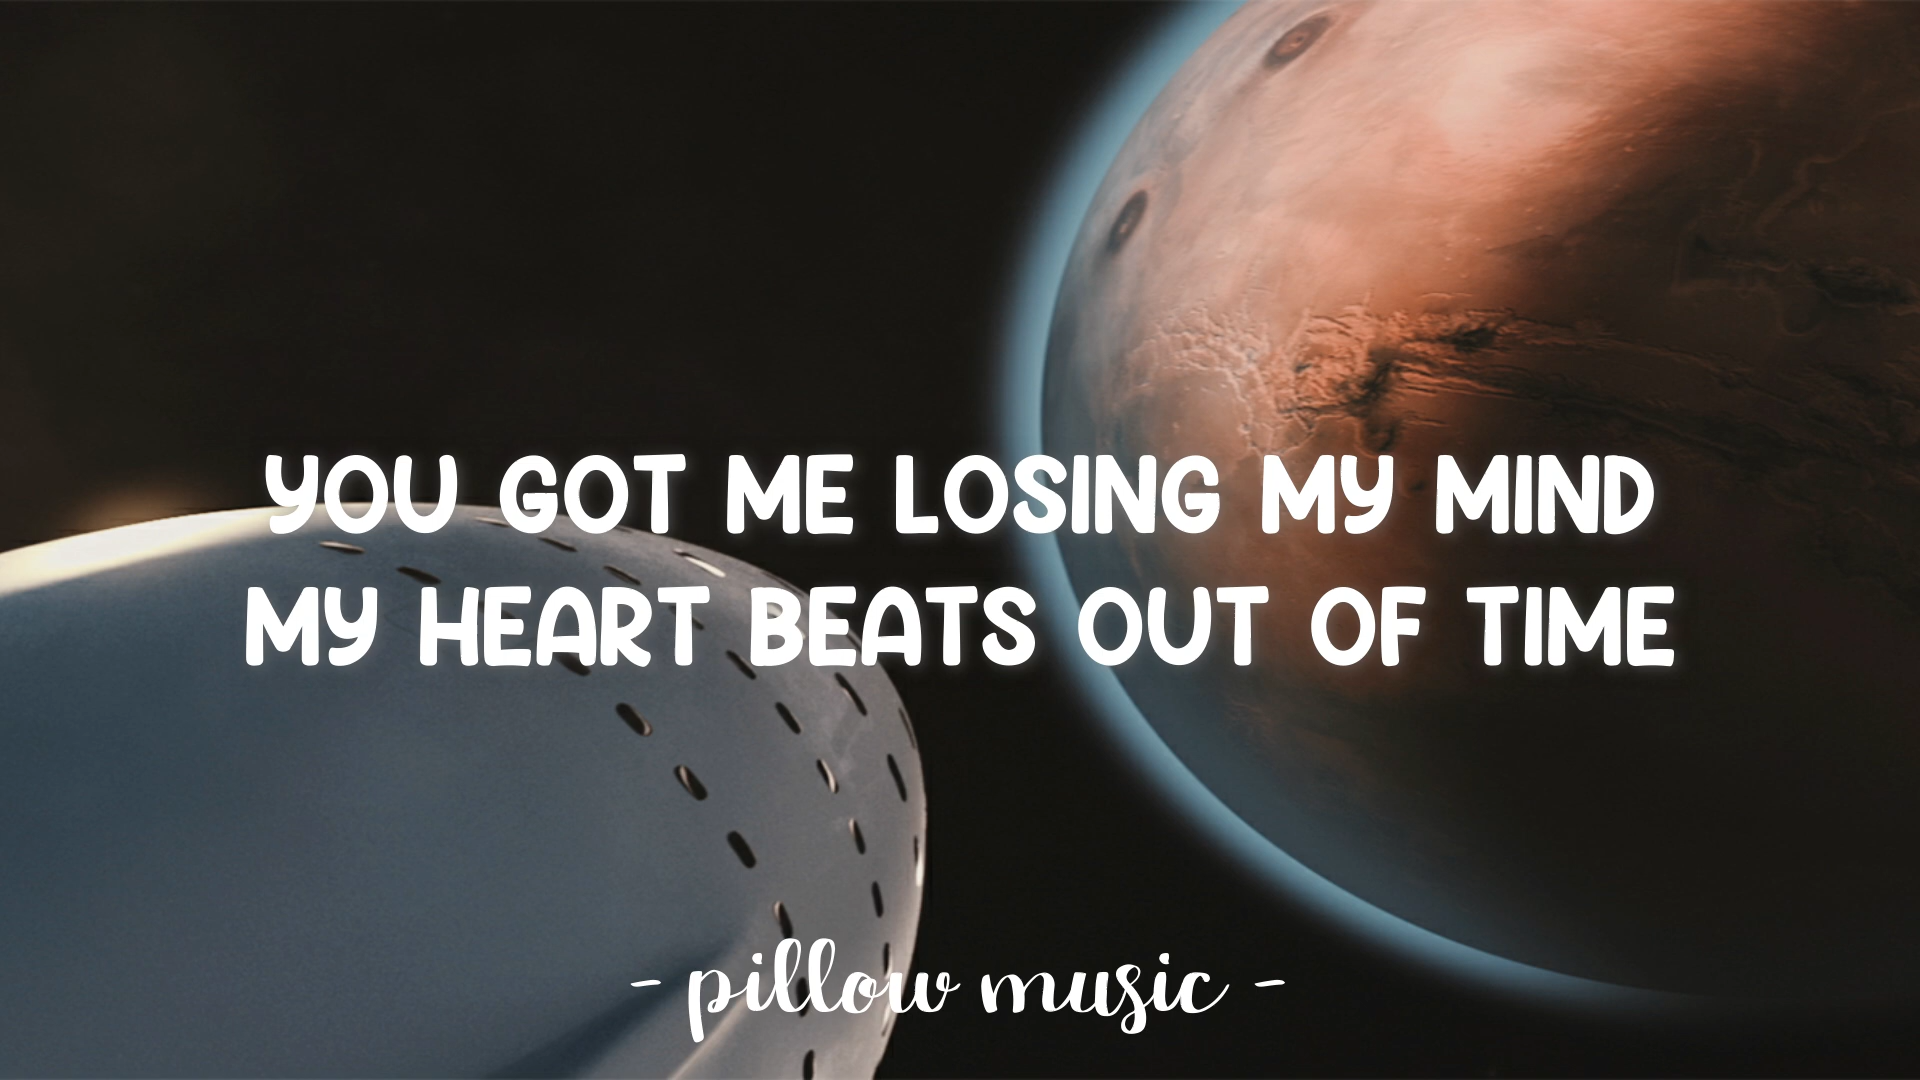 YOU GOT ME LOSING MY MIND
MY HEART BEATS OUT OF TIME
- pillow music -